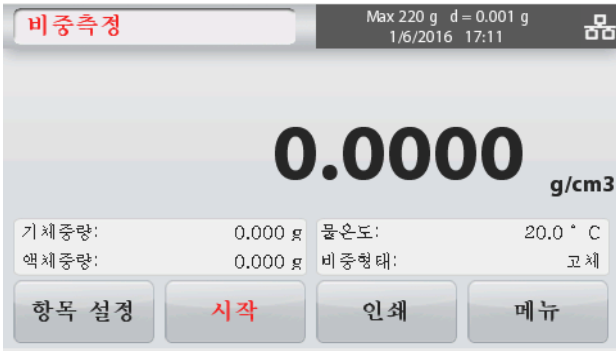 비중측정
Max 220 g d = 0.001 g
1/6/2016 17:11
0.0000
g/cm3
기체중량: 0.000 g 물온도: 20.0 ° C
액체중량: 0.000 g 비중형태: 고체
항목 설정 시작 인쇄 메뉴